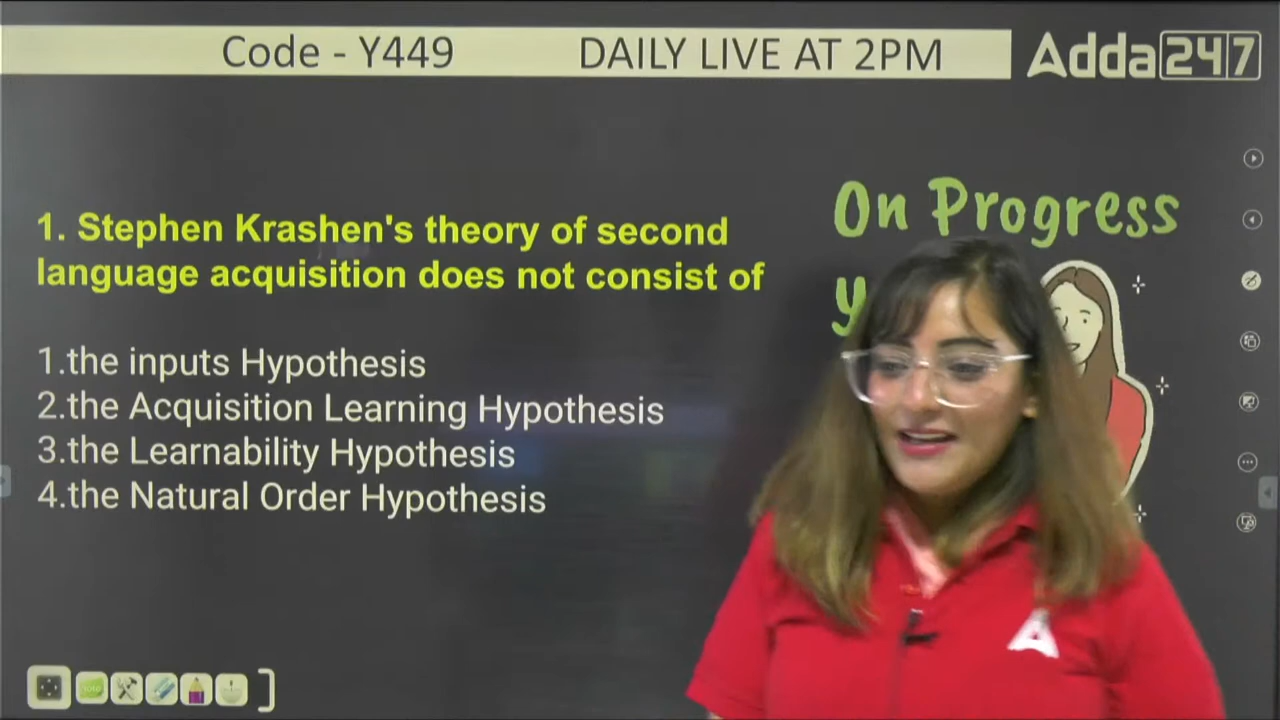 Code - Y449 DAILY LIVE AT 2PM Adda247
1. Stephen Krashen's theory of second
language acquisition does not consist of
1.the inputs Hypothesis
2.the Acquisition Learning Hypothesis
3.the Learnability Hypothesis
4.the Natural Order Hypothesis
On Progress